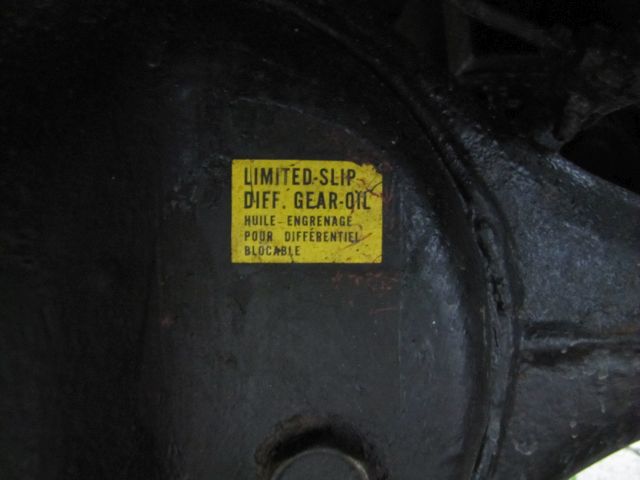 LIMITED-SLIP
DIFF. GEAR-OIL
HUILE-ENGRENAGE
POUR DIFFÉRENTIEL
BLOCABLE